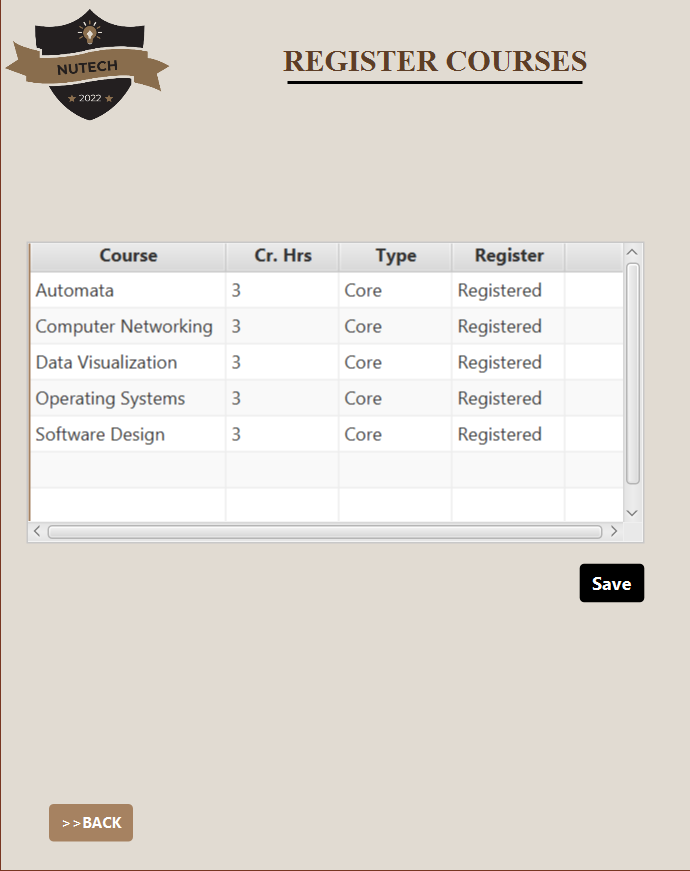 NUTECH
★ 2022 ★
REGISTER COURSES
Course Cr. Hrs Type Register
Automata 3 Core Registered
Computer Networking 3 Core Registered
Data Visualization 3 Core Registered
Operating Systems 3 Core Registered
Software Design 3 Core Registered
Save
>>BACK